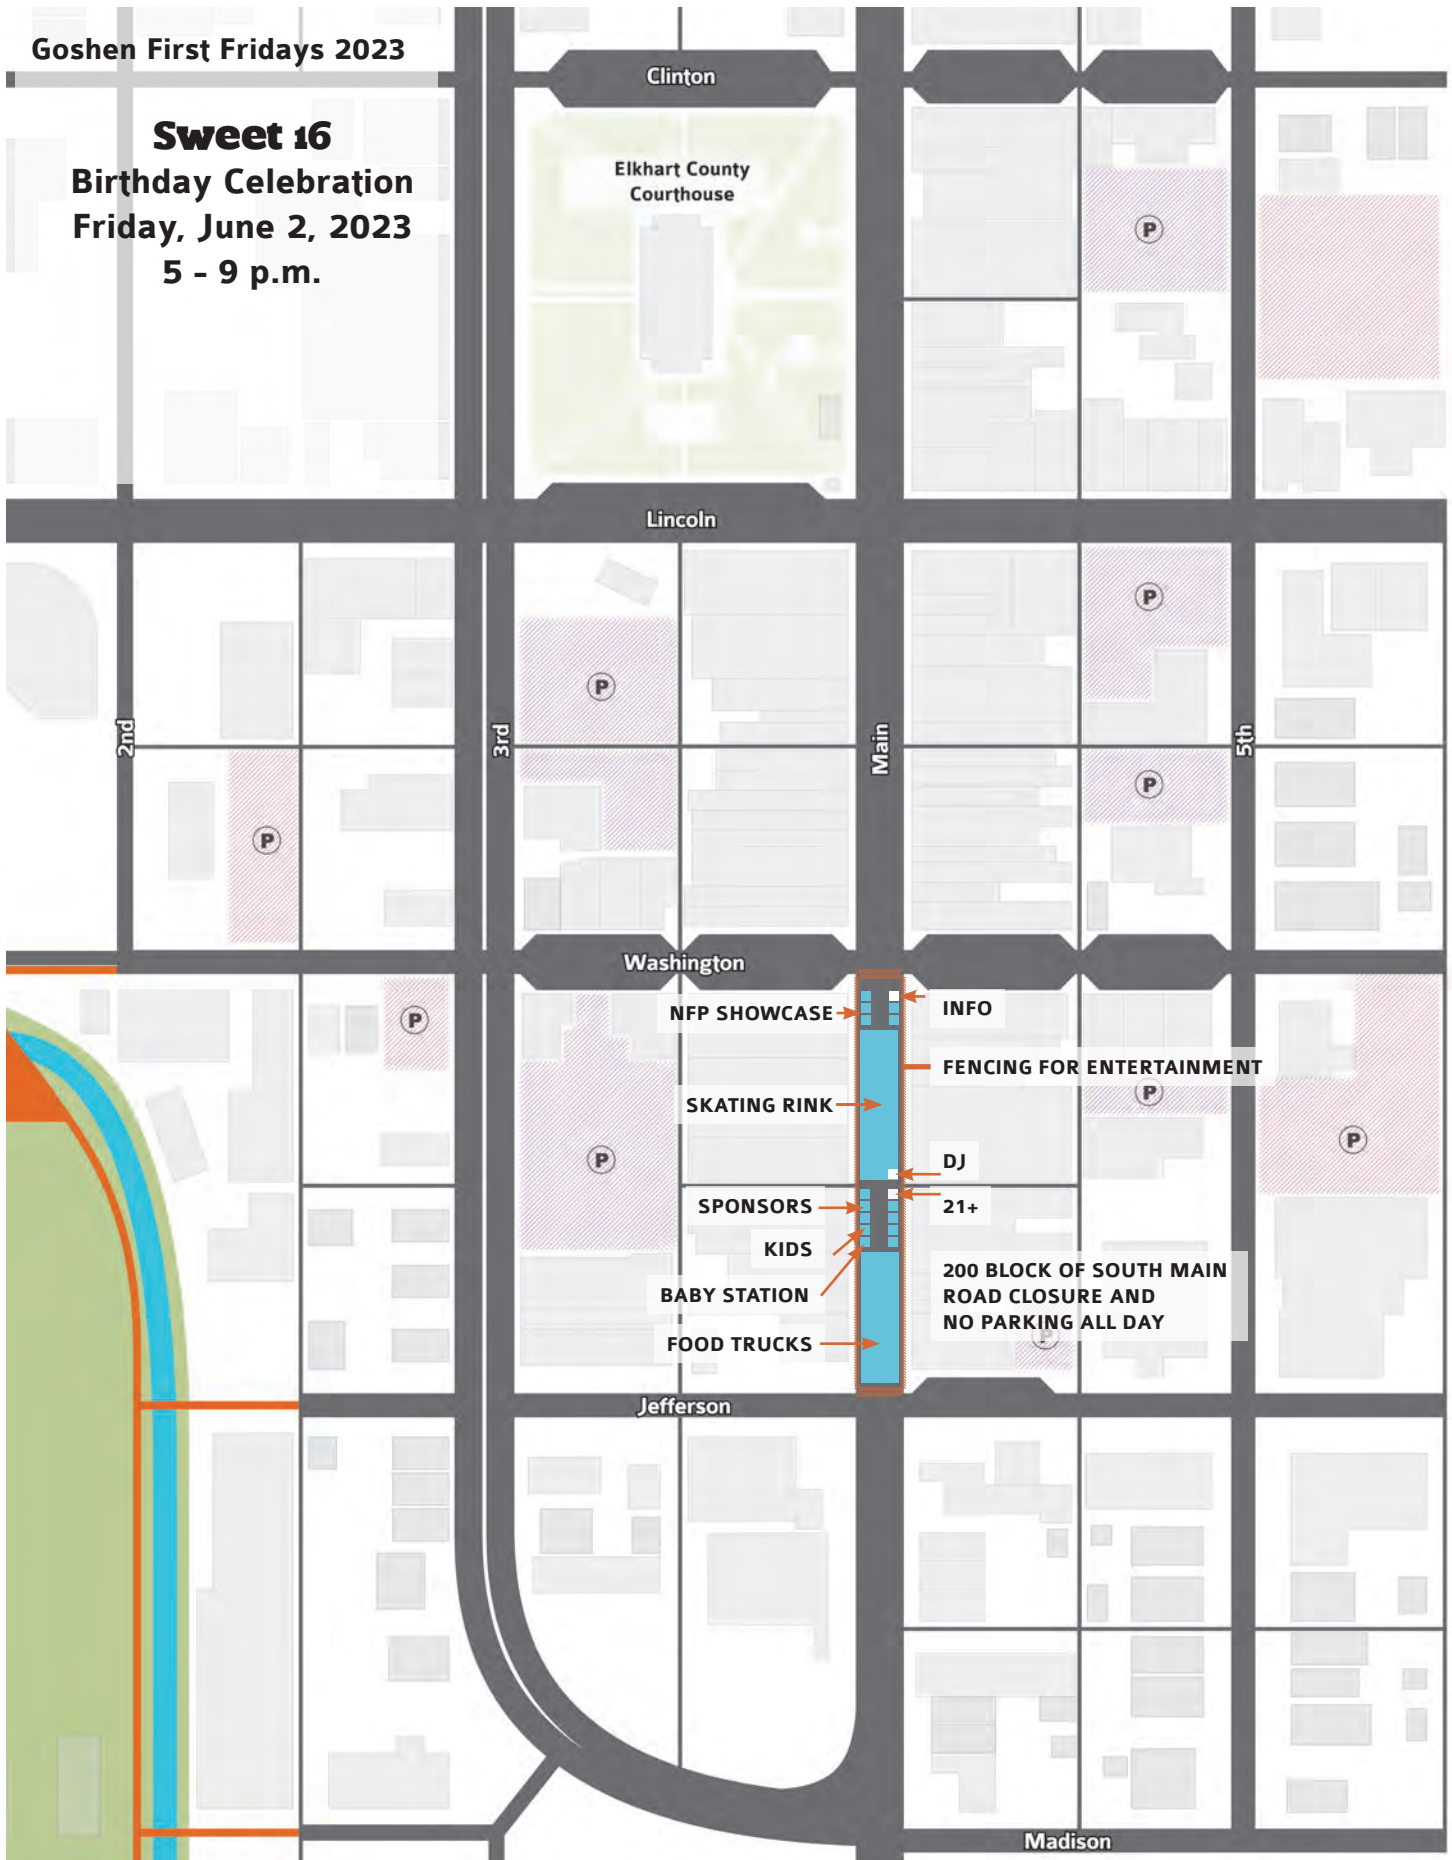 Goshen First Fridays 2023
Sweet 16
Birthday Celebration
Friday, June 2, 2023
5 - 9 p.m.
Clinton
Elkhart County
Courthouse
P
Lincoln
P
P
2nd
3rd
Main
5th
P
P
Washington
P
NFP SHOWCASE
INFO
FENCING FOR ENTERTAINMENT
P
SKATING RINK
P
P
DJ
SPONSORS
21+
KIDS
BABY STATION
200 BLOCK OF SOUTH MAIN
ROAD CLOSURE AND
NO PARKING ALL DAY
P
FOOD TRUCKS
Jefferson
Madison